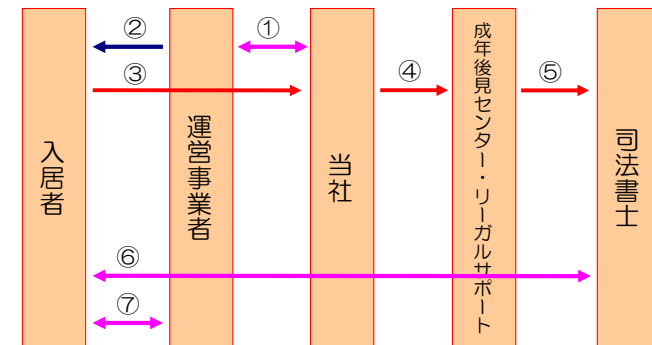 ②
①
③
④
⑤
入居者
運営事業者
当社
成年後見センター・リーガルサポート
司法書士
⑥
⑦